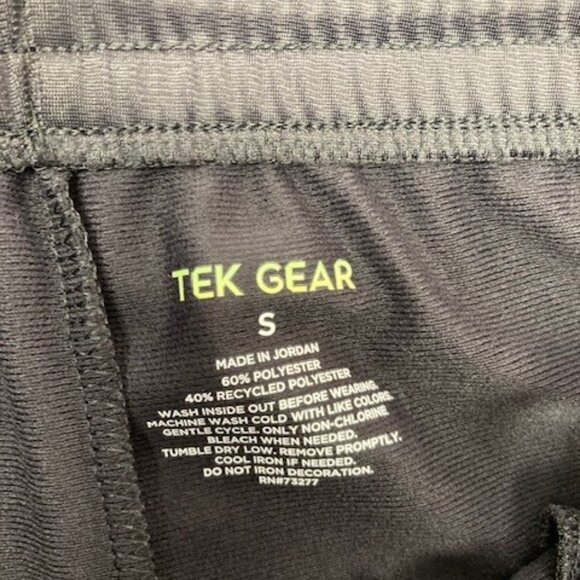 TEK GEAR
S
MADE IN JORDAN
60% POLYESTER
40% RECYCLED POLYESTER
WASH INSIDE OUT BEFORE WEARING.
MACHINE WASH COLD WITH LIKE COLORS.
GENTLE CYCLE. ONLY NON-CHLORINE
BLEACH WHEN NEEDED.
TUMBLE DRY LOW. REMOVE PROMPTLY.
COOL IRON IF NEEDED.
DO NOT IRON DECORATION.
RN#73277